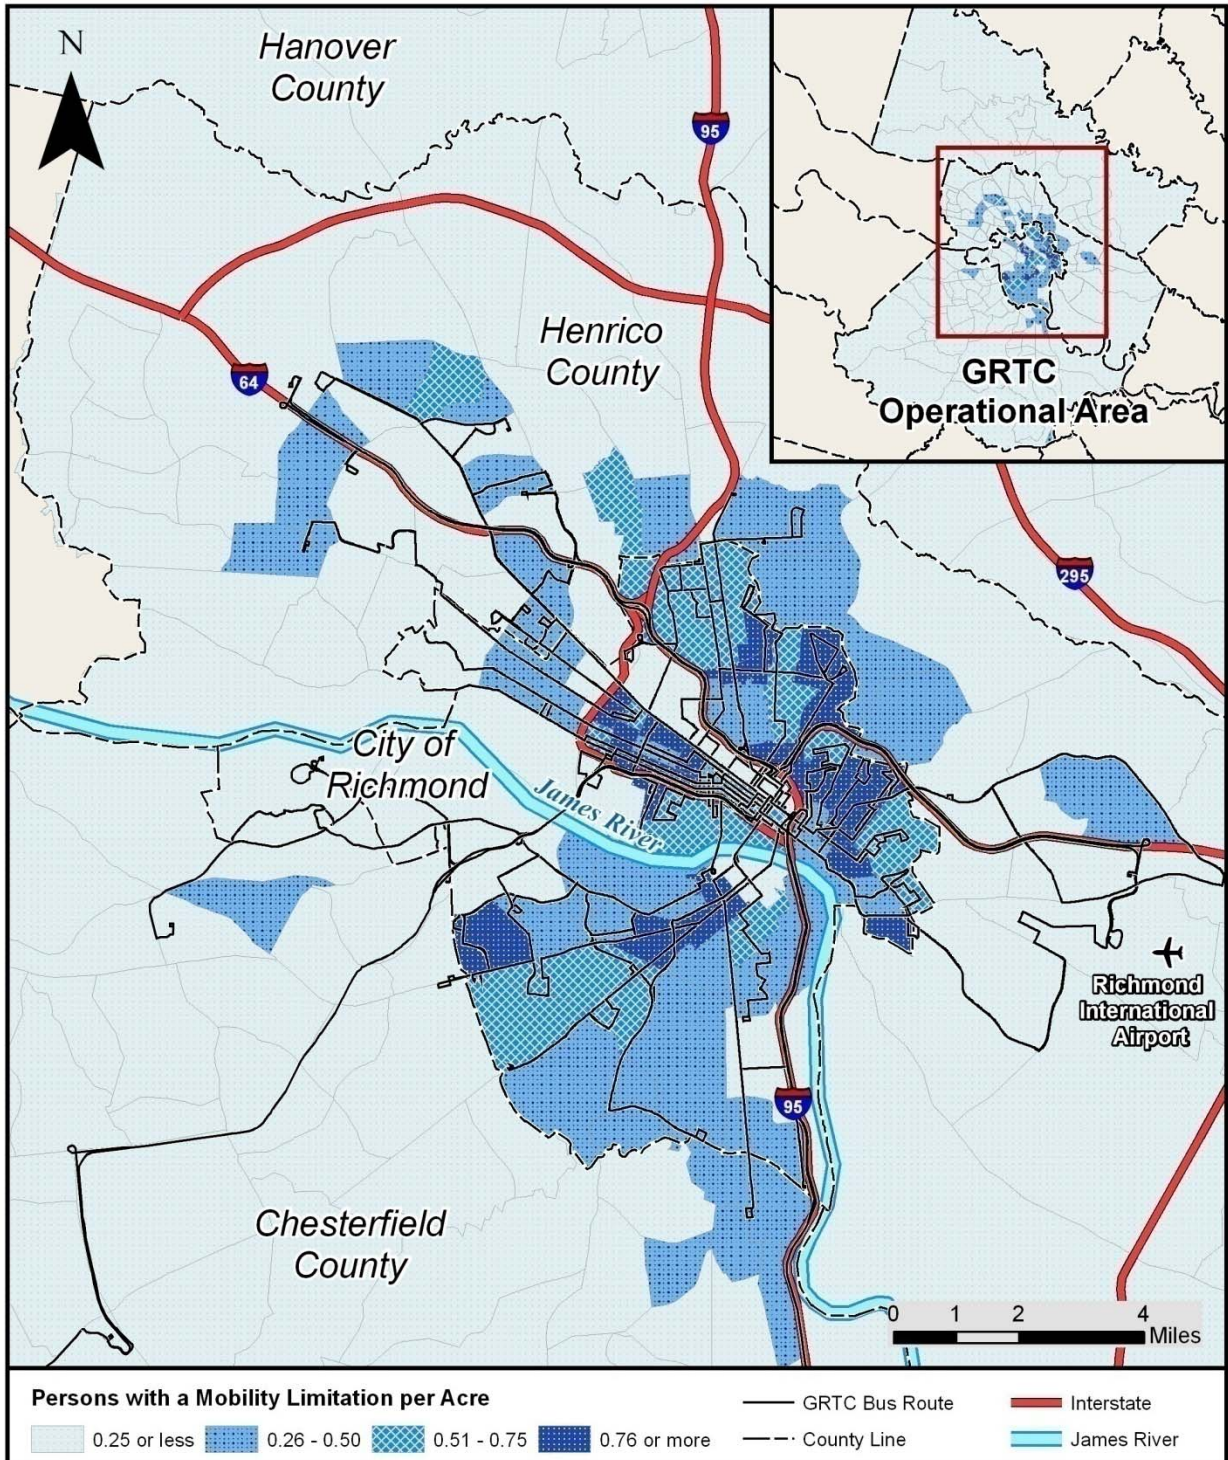 N
Hanover
County
95
Henrico
County
64
GRTC
Operational Area
295
City of
Richmond
James River
Richmond
International
Airport
95
Chesterfield
County
0 1 2 4
Miles
Persons with a Mobility Limitation per Acre
0.25 or less 0.26 - 0.50 0.51 - 0.75 0.76 or more
GRTC Bus Route
County Line
Interstate
James River